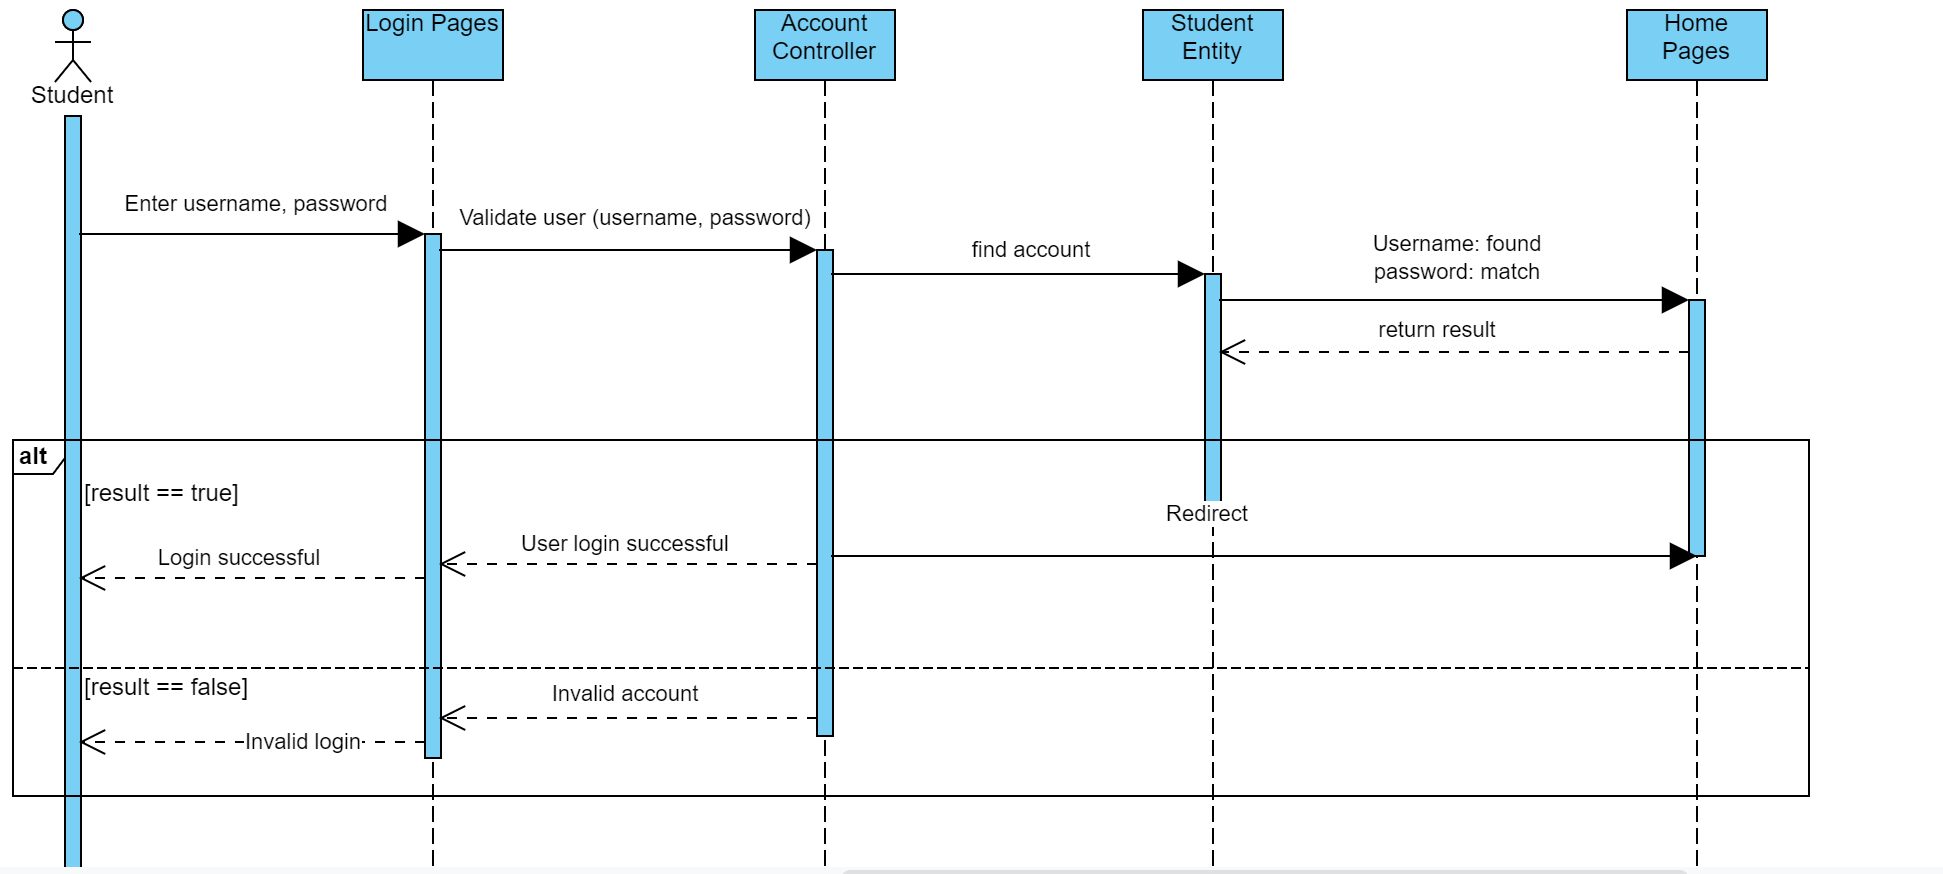 Student
Login Pages
Account
Controller
Student
Entity
Home
Pages
Enter username, password
Validate user (username, password)
find account
Username: found
password: match
return result
alt
[result == true]
Redirect
User login successful
Login successful
[result == false]
Invalid account
Invalid login